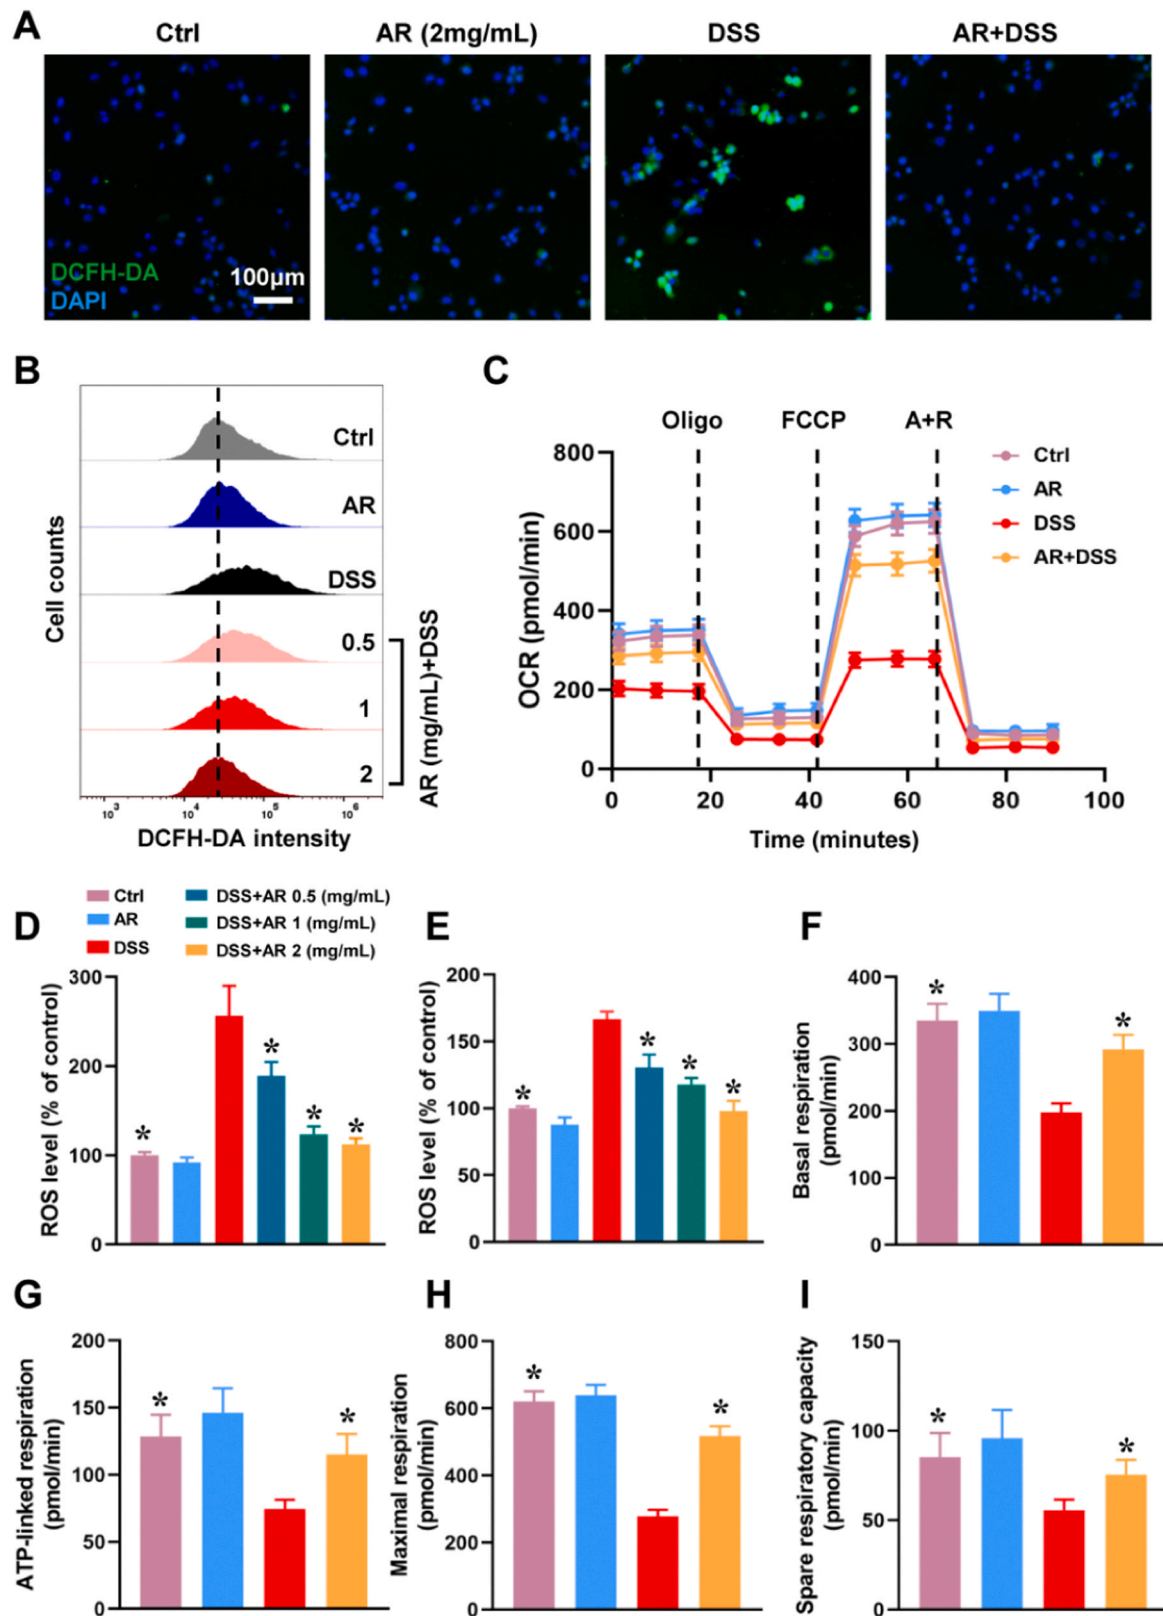 A
Ctrl
AR (2mg/mL)
DSS
AR+DSS
DCFH-DA
DAPI
100μm
B
Cell counts
Ctrl
AR
DSS
0.5
1
2
AR (mg/mL)+DSS
10³ 10⁴ 10⁵ 10⁶
DCFH-DA intensity
C
Oligo FCCP A+R
OCR (pmol/min)
800
600
400
200
0
0 20 40 60 80 100
Time (minutes)
Ctrl
AR
DSS
AR+DSS
Ctrl
AR
DSS
DSS+AR 0.5 (mg/mL)
DSS+AR 1 (mg/mL)
DSS+AR 2 (mg/mL)
D
ROS level (% of control)
300
200
100
0
*
*
*
*
E
ROS level (% of control)
200
150
100
50
0
*
*
*
*
F
Basal respiration
(pmol/min)
400
300
200
100
0
*
*
G
ATP-linked respiration
(pmol/min)
200
150
100
50
0
*
*
H
Maximal respiration
(pmol/min)
800
600
400
200
0
*
*
I
Spare respiratory capacity
(pmol/min)
150
100
50
0
*
*